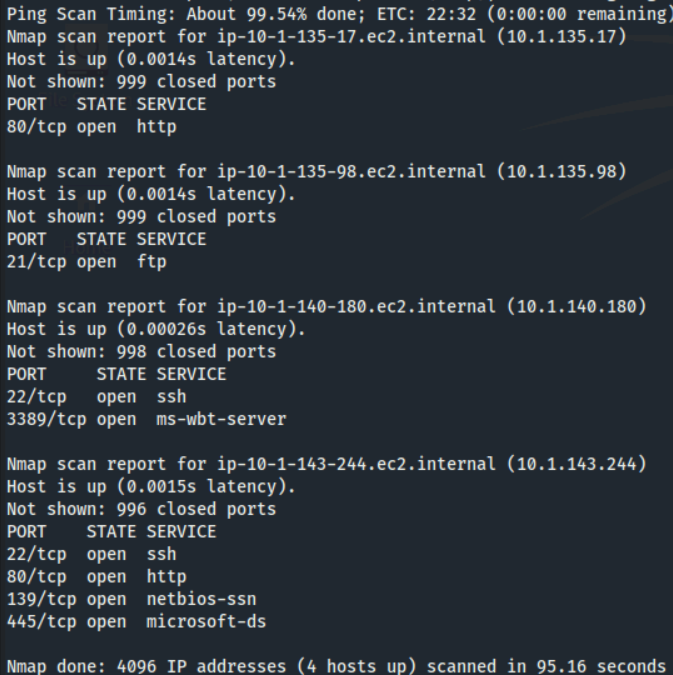 Ping Scan Timing: About 99.54% done; ETC: 22:32 (0:00:00 remaining)
Nmap scan report for ip-10-1-135-17.ec2.internal (10.1.135.17)
Host is up (0.0014s latency).
Not shown: 999 closed ports
PORT   STATE SERVICE
80/tcp open  http
Nmap scan report for ip-10-1-135-98.ec2.internal (10.1.135.98)
Host is up (0.0014s latency).
Not shown: 999 closed ports
PORT   STATE SERVICE
21/tcp open  ftp
Nmap scan report for ip-10-1-140-180.ec2.internal (10.1.140.180)
Host is up (0.00026s latency).
Not shown: 998 closed ports
PORT     STATE SERVICE
22/tcp   open  ssh
3389/tcp open  ms-wbt-server
Nmap scan report for ip-10-1-143-244.ec2.internal (10.1.143.244)
Host is up (0.0015s latency).
Not shown: 996 closed ports
PORT    STATE SERVICE
22/tcp  open  ssh
80/tcp  open  http
139/tcp open  netbios-ssn
445/tcp open  microsoft-ds
Nmap done: 4096 IP addresses (4 hosts up) scanned in 95.16 seconds